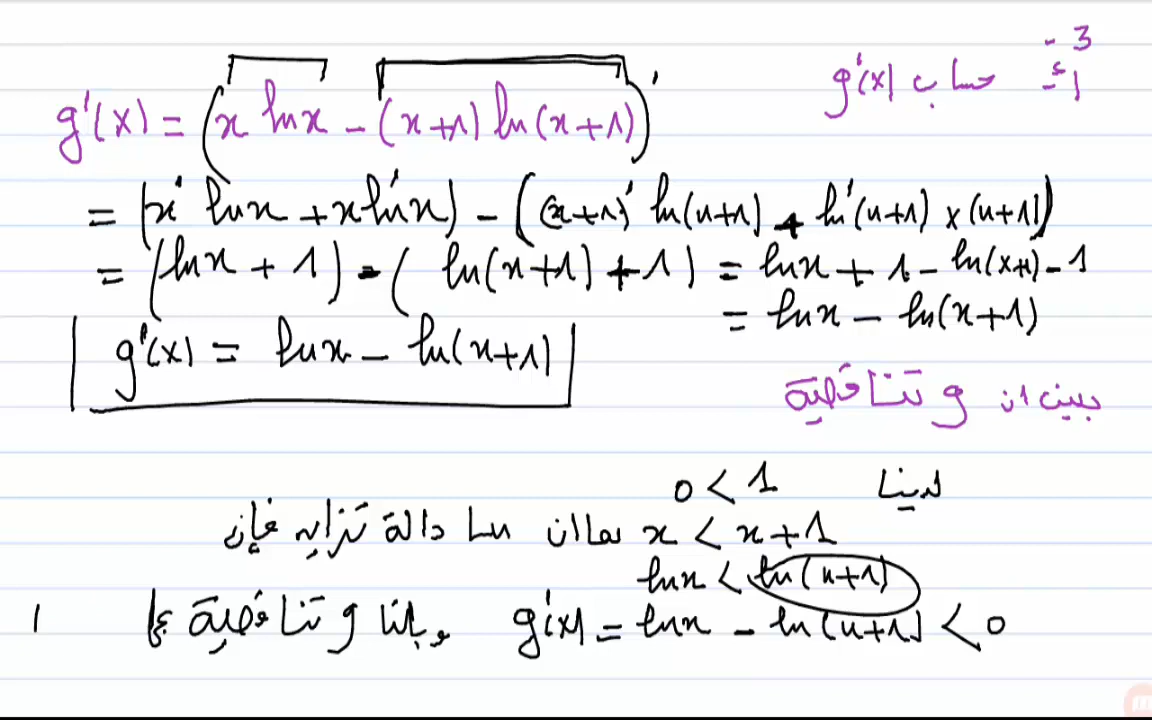 3 -
أ - حساب g'(x)
g'(x) = (x ln x - (x+1) ln(x+1))'
= (x' ln x + x ln' x) - ((x+1)' ln(x+1) + ln'(x+1) × (x+1))
= (ln x + 1) - ( ln(x+1) + 1) = ln x + 1 - ln(x+1) - 1
= ln x - ln(x+1)
g'(x) = ln x - ln(x+1)
بين ان g تناقصية
لدينا 0 < 1
x < x + 1 بما ان ln دالة تزايدية فإن
ln x < ln(x+1)
g'(x) = ln x - ln(x+1) < 0 وبالتا g تناقصية